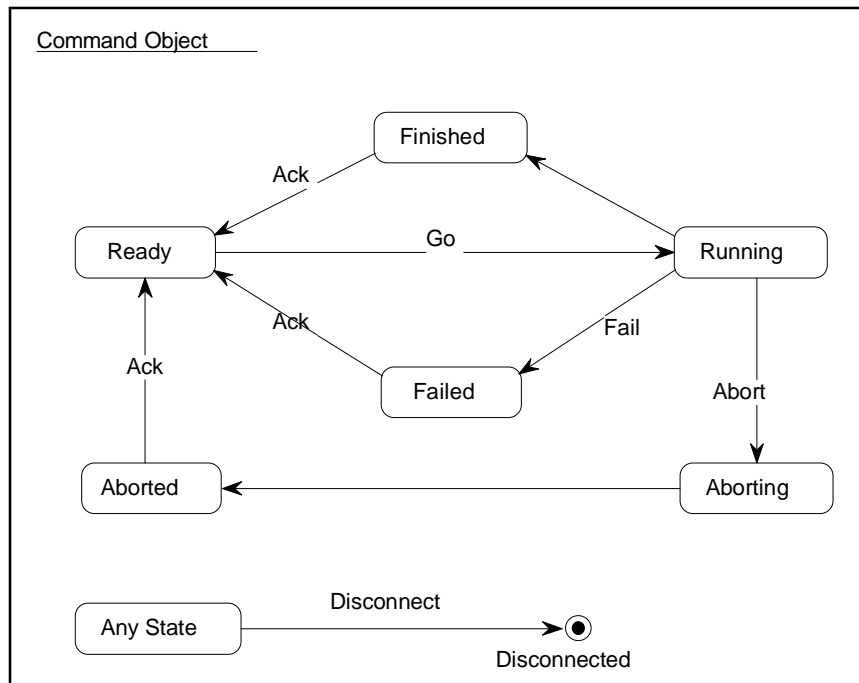 Command Object
Finished
Ack
Ready
Go
Running
Ack
Fail
Ack
Failed
Abort
Aborted
Aborting
Disconnect
Any State
Disconnected